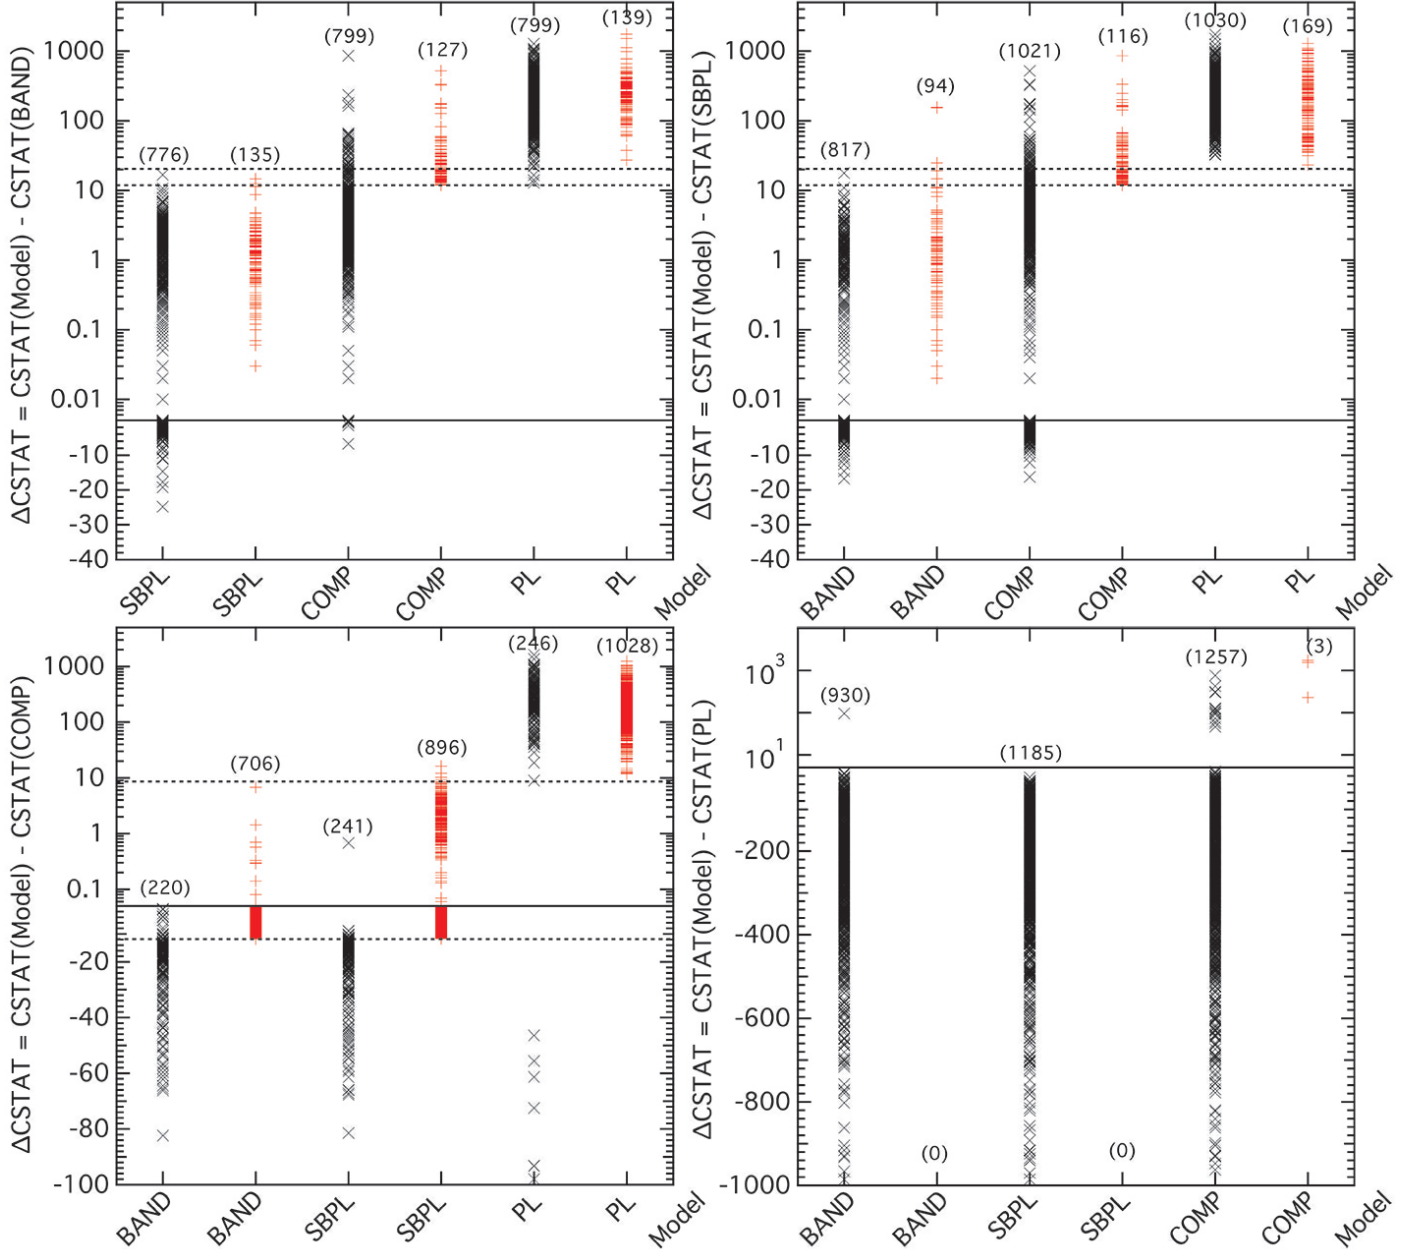 ΔCSTAT = CSTAT(Model) - CSTAT(BAND)
1000
100
10
1
0.1
0.01
-10
-20
-30
-40
(776)
(135)
(799)
(127)
(799)
(139)
SBPL
SBPL
COMP
COMP
PL
PL
Model
ΔCSTAT = CSTAT(Model) - CSTAT(SBPL)
1000
100
10
1
0.1
0.01
-10
-20
-30
-40
(817)
(94)
(1021)
(116)
(1030)
(169)
BAND
BAND
COMP
COMP
PL
PL
Model
ΔCSTAT = CSTAT(Model) - CSTAT(COMP)
1000
100
10
1
0.1
-20
-40
-60
-80
-100
(220)
(706)
(241)
(896)
(246)
(1028)
BAND
BAND
SBPL
SBPL
PL
PL
Model
ΔCSTAT = CSTAT(Model) - CSTAT(PL)
10³
10¹
-200
-400
-600
-800
-1000
(930)
(0)
(1185)
(0)
(1257)
(3)
BAND
BAND
SBPL
SBPL
COMP
COMP
Model